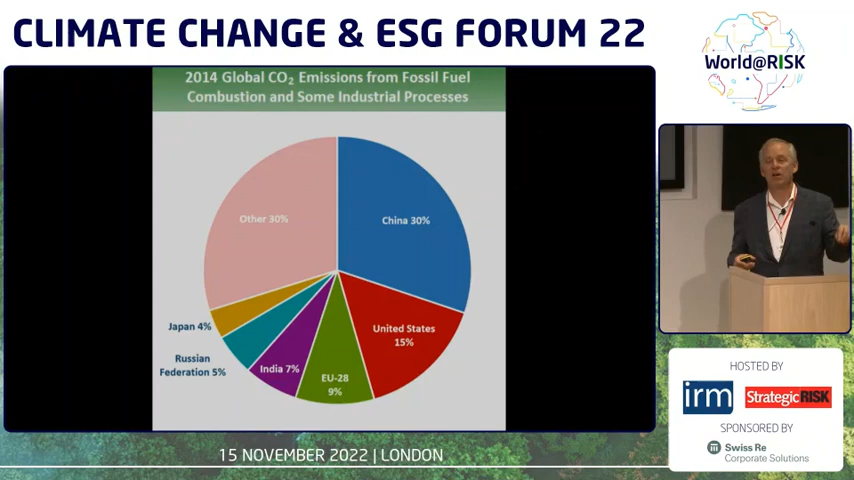 CLIMATE CHANGE & ESG FORUM 22
World@RISK
2014 Global CO₂ Emissions from Fossil Fuel
Combustion and Some Industrial Processes
Other 30%
China 30%
Japan 4%
United States
15%
Russian
Federation 5%
India 7%
EU-28
9%
HOSTED BY
irm
StrategicRISK
SPONSORED BY
Swiss Re
Corporate Solutions
15 NOVEMBER 2022 | LONDON